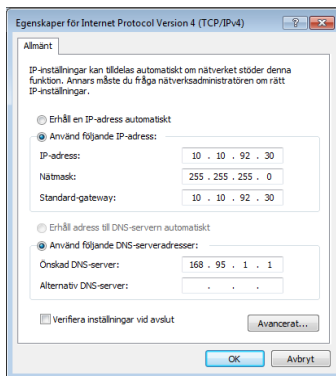 Egenskaper för Internet Protocol Version 4 (TCP/IPv4)
Allmänt
IP-inställningar kan tilldelas automatiskt om nätverket stöder denna
funktion. Annars måste du fråga nätverksadministratören om rätt
IP-inställningar.
Erhåll en IP-adress automatiskt
Använd följande IP-adress:
IP-adress: 10 . 10 . 92 . 30
Nätmask: 255 . 255 . 255 . 0
Standard-gateway: 10 . 10 . 92 . 30
Erhåll adress till DNS-servern automatiskt
Använd följande DNS-serveradresser:
Önskad DNS-server: 168 . 95 . 1 . 1
Alternativ DNS-server: . . .
Verifiera inställningar vid avslut
Avancerat...
OK Avbryt